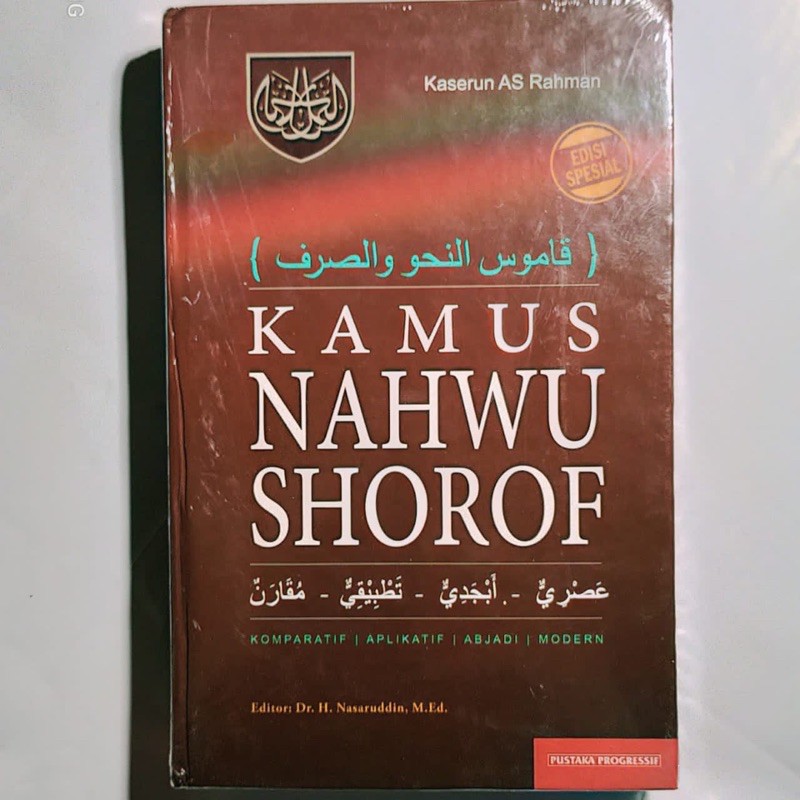 Kaserun AS Rahman
EDISI
SPESIAL
{ قاموس النحو والصرف }
KAMUS
NAHWU
SHOROF
عَصْرِيٌّ - أَبْجَدِيٌّ - تَطْبِيْقِيٌّ - مُقَارَنٌ
KOMPARATIF | APLIKATIF | ABJADI | MODERN
Editor: Dr. H. Nasaruddin, M.Ed.
PUSTAKA PROGRESSIF
G